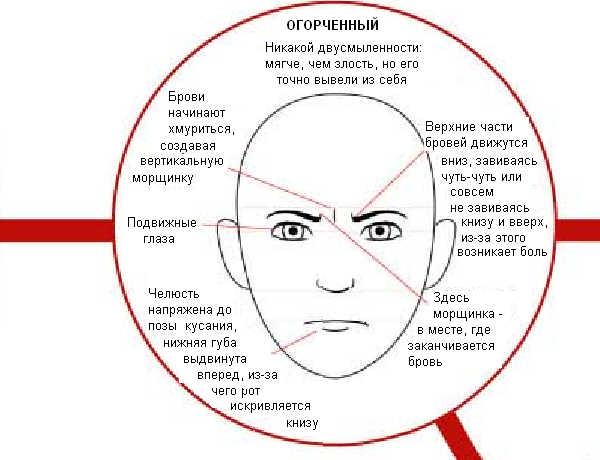 ОГОРЧЕННЫЙ
Никакой двусмыленности:
мягче, чем злость, но его
точно вывели из себя
Брови
начинают
хмуриться,
создавая
вертикальную
морщинку
Верхние части
бровей движутся
вниз, завиваясь
чуть-чуть или
совсем
не завиваясь
книзу и вверх,
из-за этого
возникает боль
Подвижные
глаза
Челюсть
напряжена до
позы кусания,
нижняя губа
выдвинута
вперед, из-за
чего рот
искривляется
книзу
Здесь
морщинка -
в месте, где
заканчивается
бровь